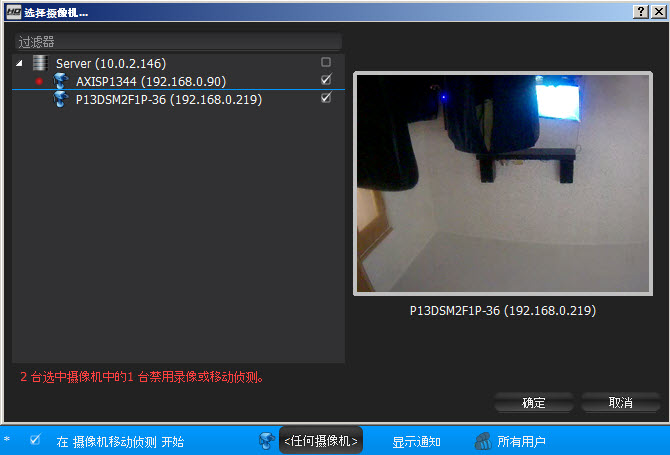 HD 选择摄像机...
过滤器
Server (10.0.2.146)
AXISP1344 (192.168.0.90)
P13DSM2F1P-36 (192.168.0.219)
P13DSM2F1P-36 (192.168.0.219)
2 台选中摄像机中的1 台禁用录像或移动侦测。
确定 取消
* 在 摄像机移动侦测 开始 <任何摄像机> 显示通知 所有用户